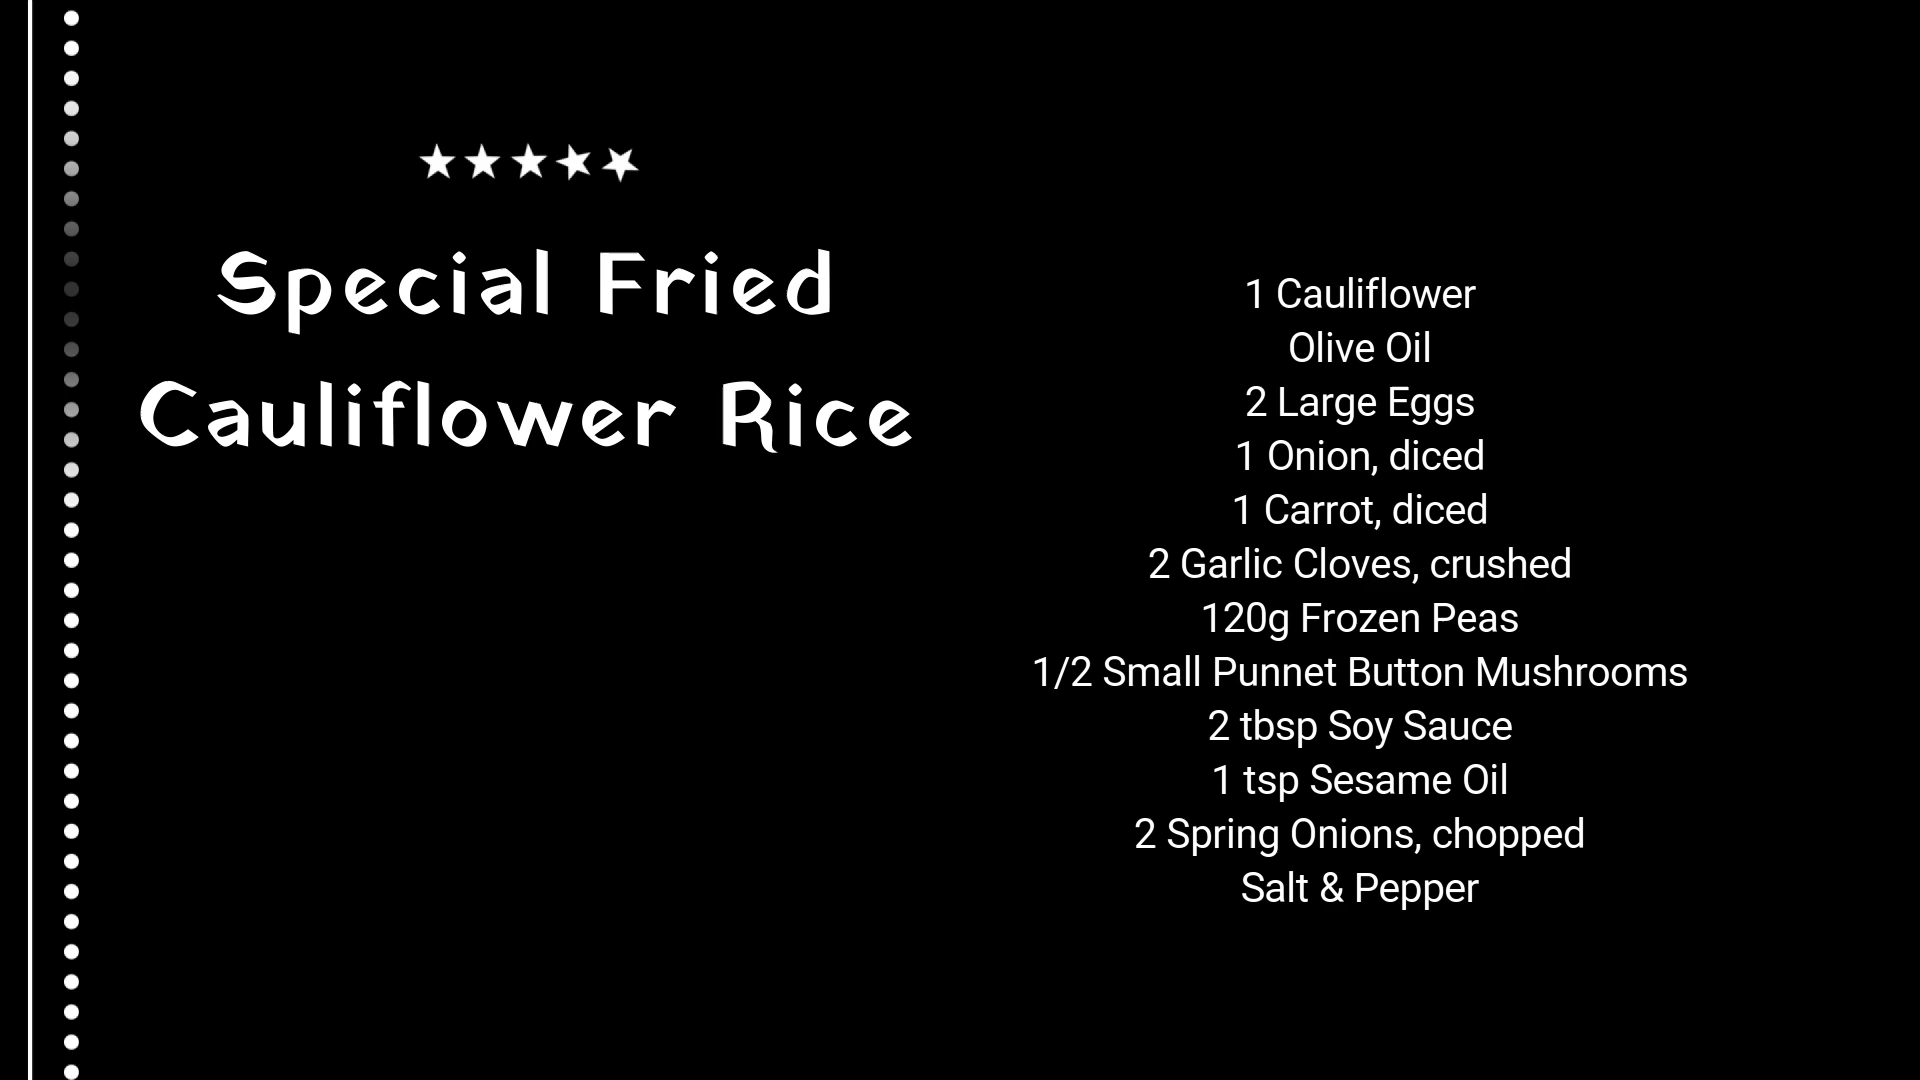 Special Fried
Cauliflower Rice
1 Cauliflower
Olive Oil
2 Large Eggs
1 Onion, diced
1 Carrot, diced
2 Garlic Cloves, crushed
120g Frozen Peas
1/2 Small Punnet Button Mushrooms
2 tbsp Soy Sauce
1 tsp Sesame Oil
2 Spring Onions, chopped
Salt & Pepper